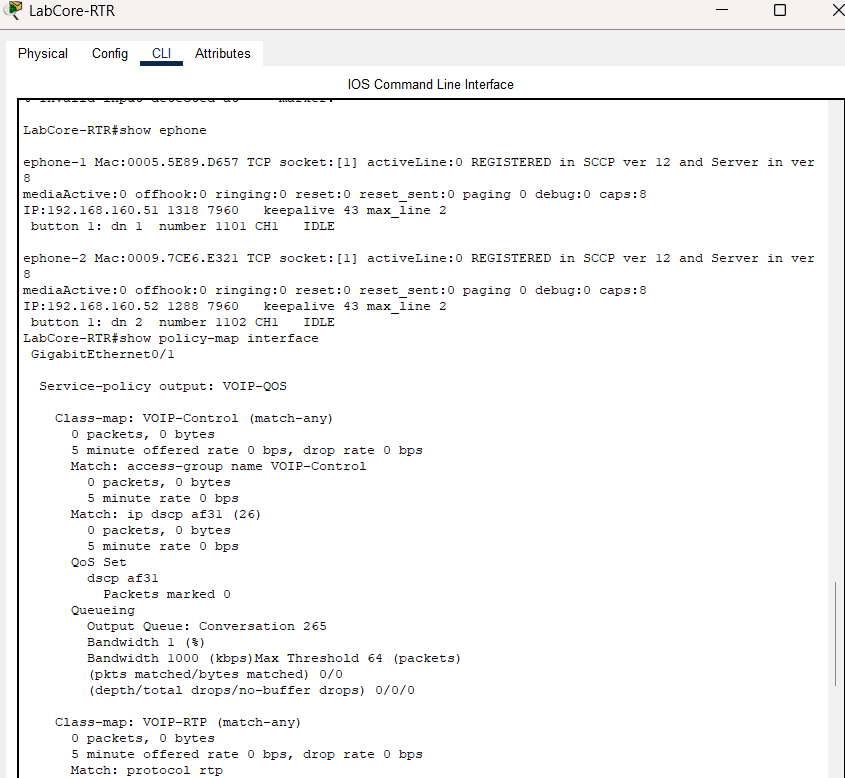 LabCore-RTR
Physical Config CLI Attributes
IOS Command Line Interface
LabCore-RTR#show ephone
ephone-1 Mac:0005.5E89.D657 TCP socket:[1] activeLine:0 REGISTERED in SCCP ver 12 and Server in ver
8
mediaActive:0 offhook:0 ringing:0 reset:0 reset_sent:0 paging 0 debug:0 caps:8
IP:192.168.160.51 1318 7960   keepalive 43 max_line 2
 button 1: dn 1  number 1101 CH1   IDLE
ephone-2 Mac:0009.7CE6.E321 TCP socket:[1] activeLine:0 REGISTERED in SCCP ver 12 and Server in ver
8
mediaActive:0 offhook:0 ringing:0 reset:0 reset_sent:0 paging 0 debug:0 caps:8
IP:192.168.160.52 1288 7960   keepalive 43 max_line 2
 button 1: dn 2  number 1102 CH1   IDLE
LabCore-RTR#show policy-map interface
 GigabitEthernet0/1
  Service-policy output: VOIP-QOS
    Class-map: VOIP-Control (match-any)
      0 packets, 0 bytes
      5 minute offered rate 0 bps, drop rate 0 bps
      Match: access-group name VOIP-Control
        0 packets, 0 bytes
        5 minute rate 0 bps
      Match: ip dscp af31 (26)
        0 packets, 0 bytes
        5 minute rate 0 bps
      QoS Set
        dscp af31
          Packets marked 0
      Queueing
        Output Queue: Conversation 265
        Bandwidth 1 (%)
        Bandwidth 1000 (kbps)Max Threshold 64 (packets)
        (pkts matched/bytes matched) 0/0
        (depth/total drops/no-buffer drops) 0/0/0
    Class-map: VOIP-RTP (match-any)
      0 packets, 0 bytes
      5 minute offered rate 0 bps, drop rate 0 bps
      Match: protocol rtp